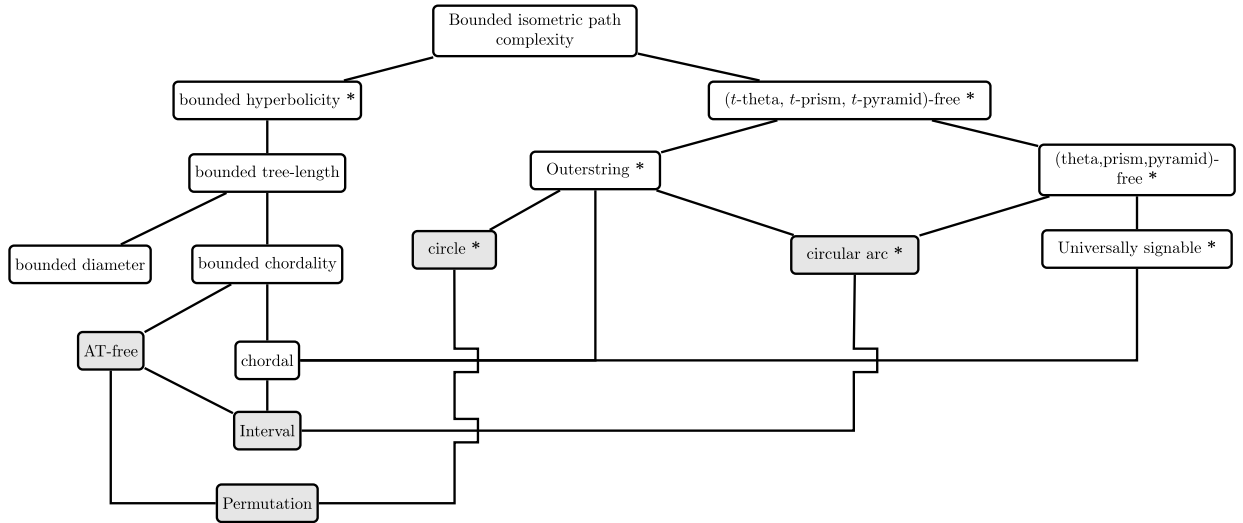 Bounded isometric path
complexity
bounded hyperbolicity *
(t-theta, t-prism, t-pyramid)-free *
bounded tree-length
Outerstring *
(theta,prism,pyramid)-
free *
bounded diameter
bounded chordality
circle *
circular arc *
Universally signable *
AT-free
chordal
Interval
Permutation